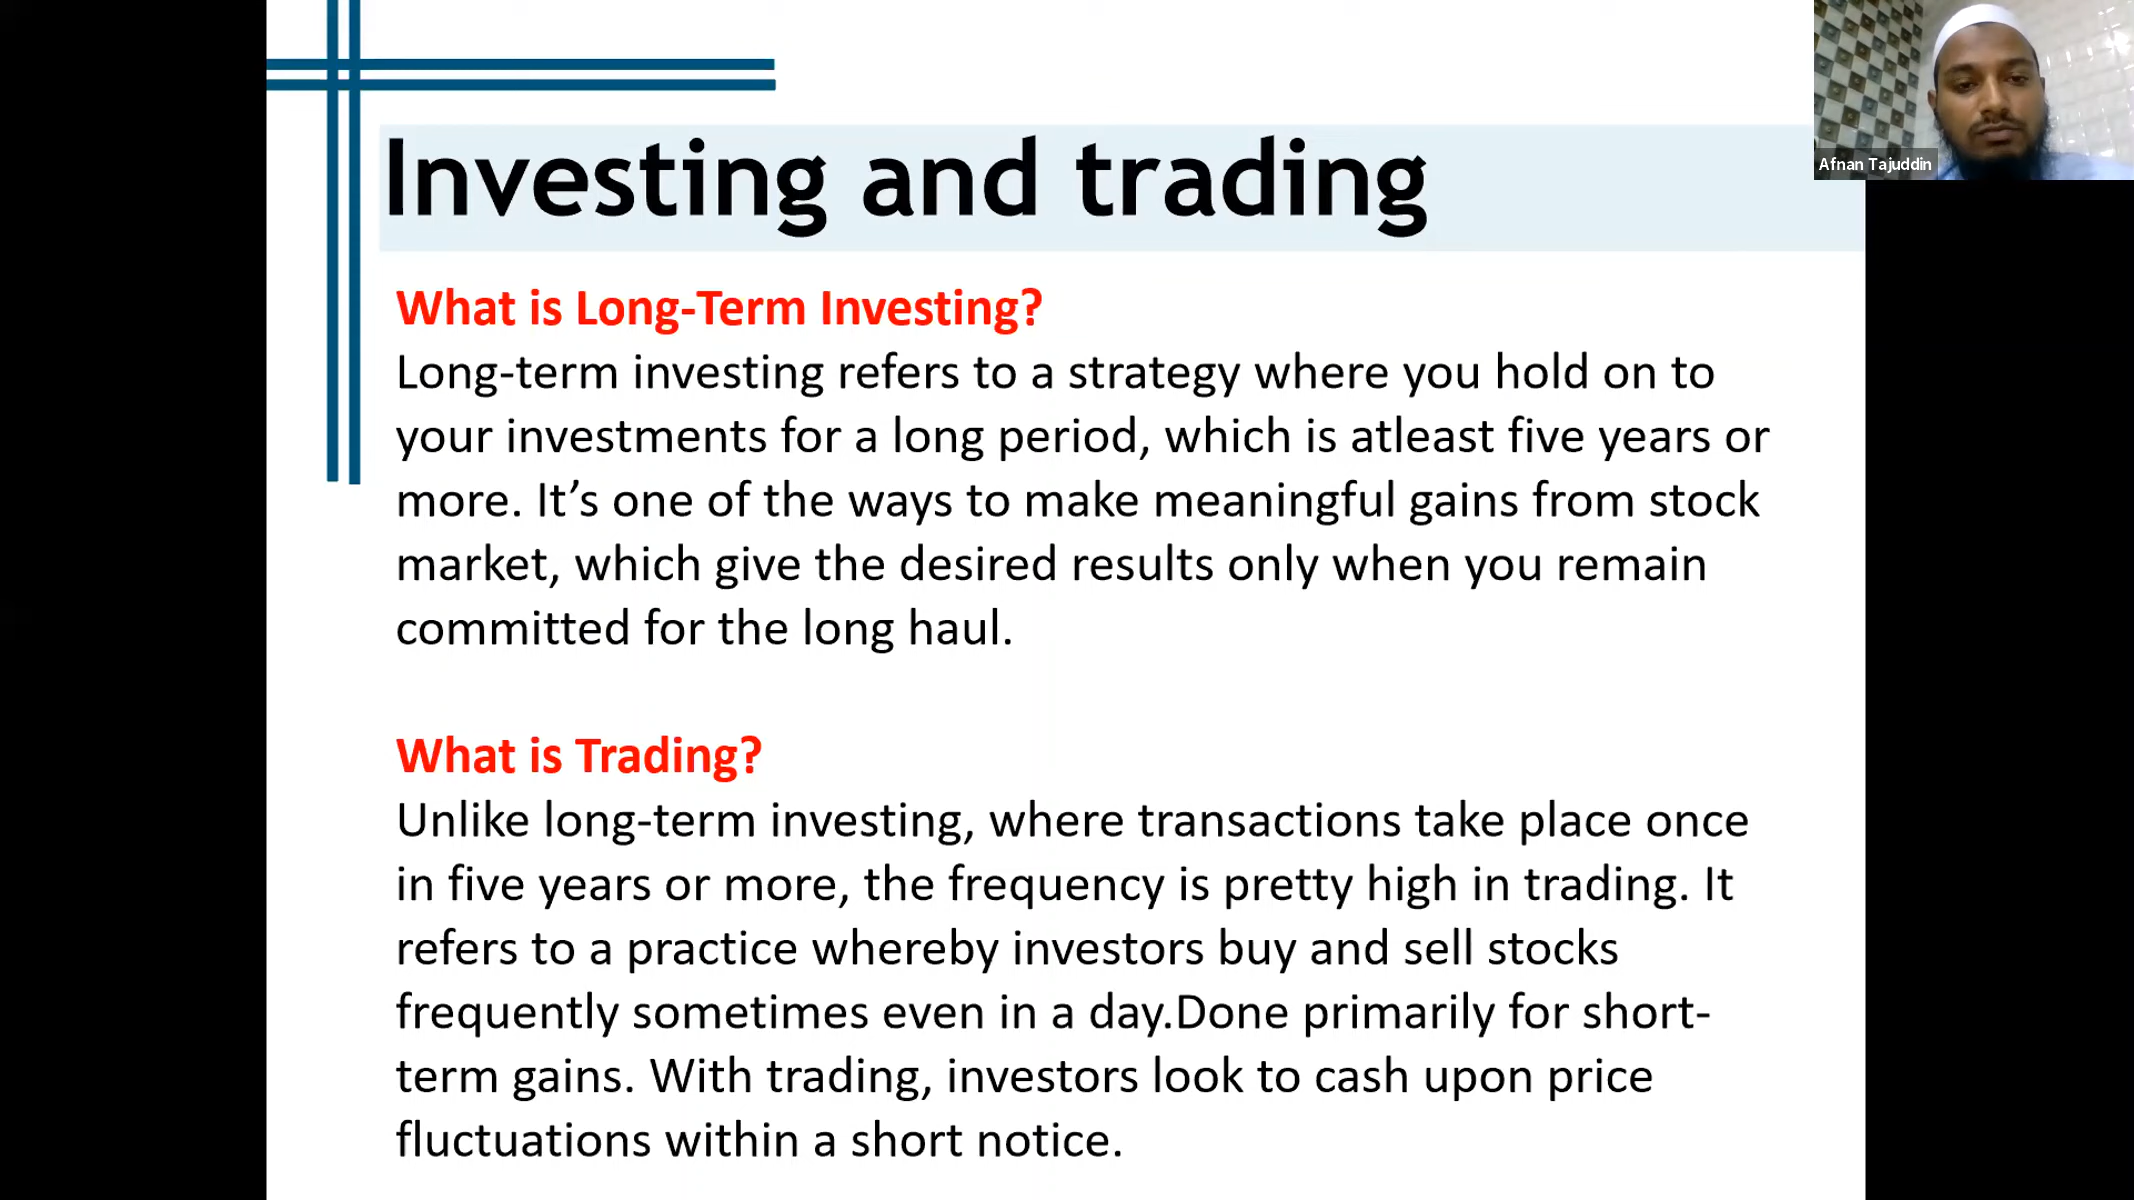 Investing and trading
Afnan Tajuddin
What is Long-Term Investing?
Long-term investing refers to a strategy where you hold on to
your investments for a long period, which is atleast five years or
more. It’s one of the ways to make meaningful gains from stock
market, which give the desired results only when you remain
committed for the long haul.
What is Trading?
Unlike long-term investing, where transactions take place once
in five years or more, the frequency is pretty high in trading. It
refers to a practice whereby investors buy and sell stocks
frequently sometimes even in a day.Done primarily for short-
term gains. With trading, investors look to cash upon price
fluctuations within a short notice.